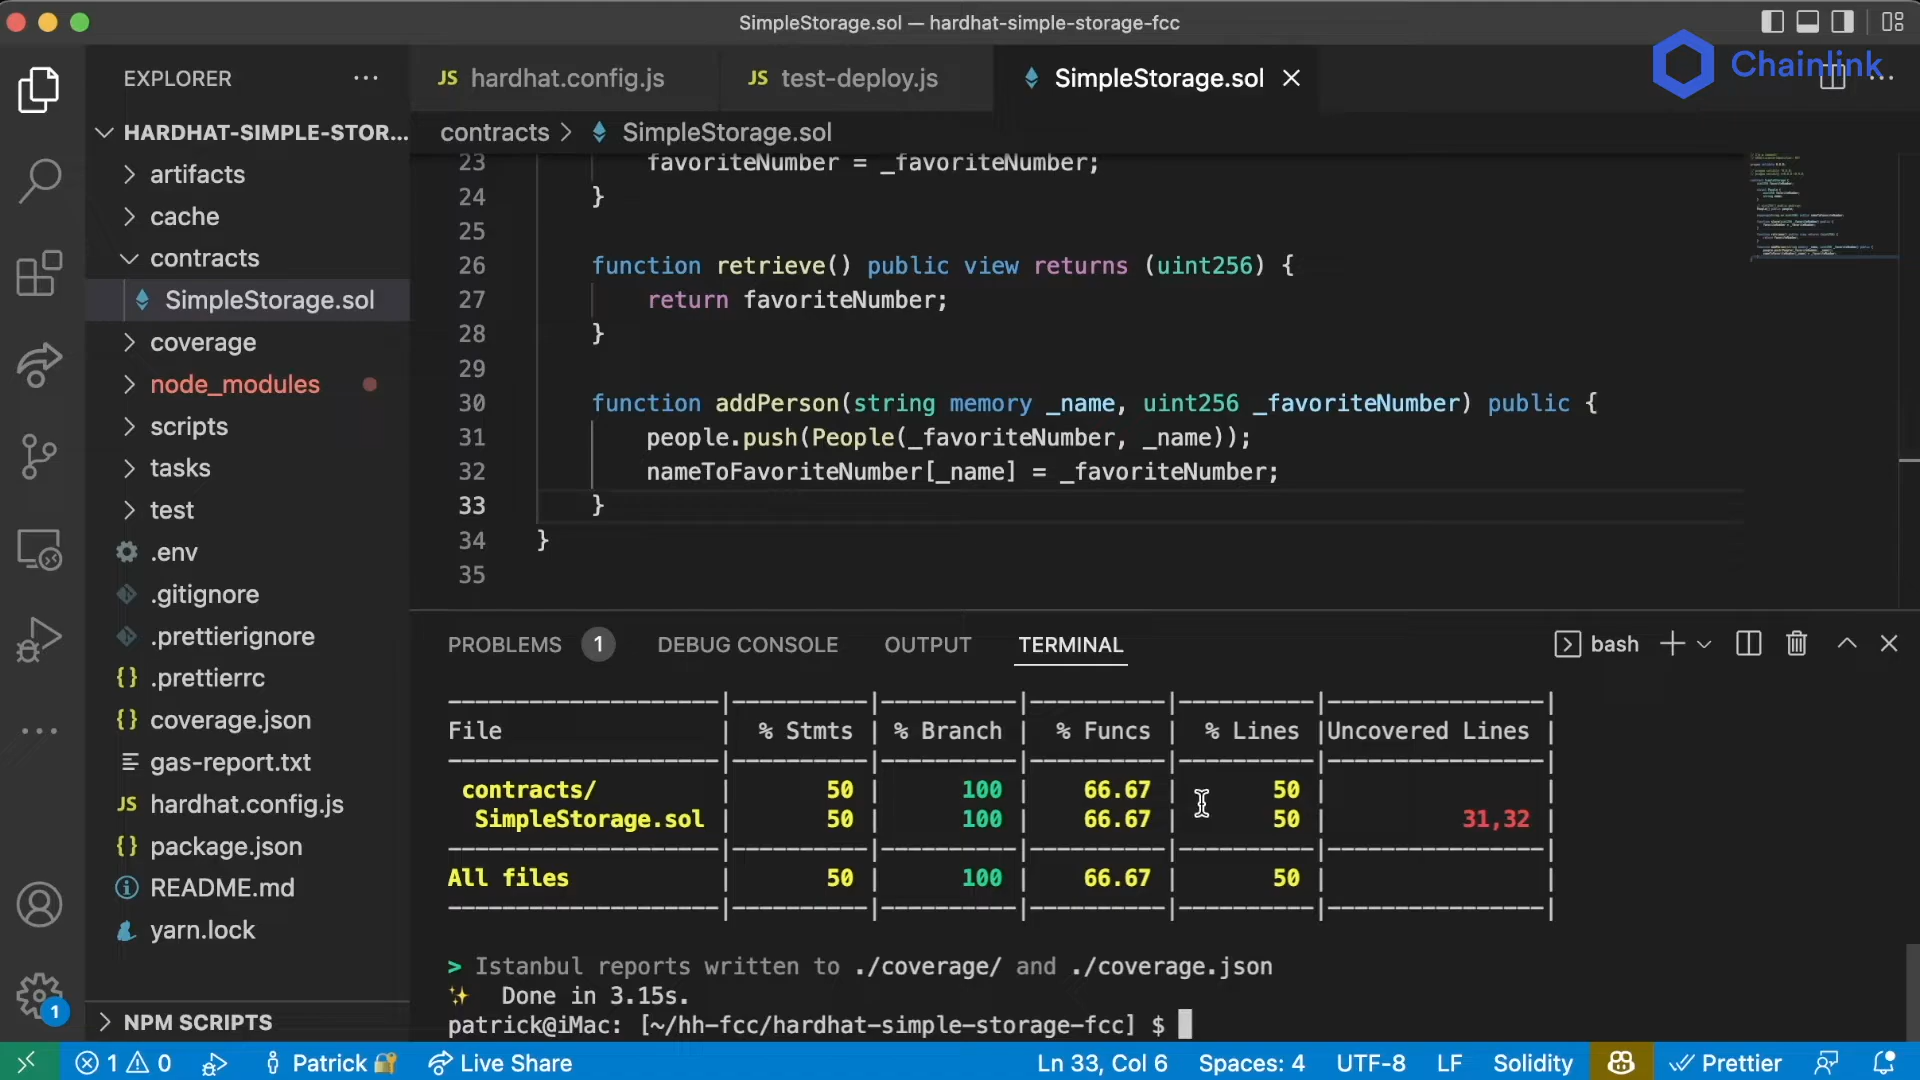 SimpleStorage.sol — hardhat-simple-storage-fcc
Chainlink
EXPLORER
HARDHAT-SIMPLE-STOR...
artifacts
cache
contracts
SimpleStorage.sol
coverage
node_modules
scripts
tasks
test
.env
.gitignore
.prettierignore
.prettierrc
coverage.json
gas-report.txt
JS hardhat.config.js
package.json
README.md
yarn.lock
NPM SCRIPTS
JS hardhat.config.js
JS test-deploy.js
SimpleStorage.sol
contracts > SimpleStorage.sol
23 favoriteNumber = _favoriteNumber;
24 }
25
26 function retrieve() public view returns (uint256) {
27 return favoriteNumber;
28 }
29
30 function addPerson(string memory _name, uint256 _favoriteNumber) public {
31 people.push(People(_favoriteNumber, _name));
32 nameToFavoriteNumber[_name] = _favoriteNumber;
33 }
34 }
35
PROBLEMS 1 DEBUG CONSOLE OUTPUT TERMINAL bash
File | % Stmts | % Branch | % Funcs | % Lines |Uncovered Lines |
contracts/ | 50 | 100 | 66.67 | 50 | |
SimpleStorage.sol | 50 | 100 | 66.67 | 50 | 31,32 |
All files | 50 | 100 | 66.67 | 50 | |
> Istanbul reports written to ./coverage/ and ./coverage.json
✨ Done in 3.15s.
patrick@iMac: [~/hh-fcc/hardhat-simple-storage-fcc] $
1
1 0 Patrick 🔐 Live Share Ln 33, Col 6 Spaces: 4 UTF-8 LF Solidity Prettier